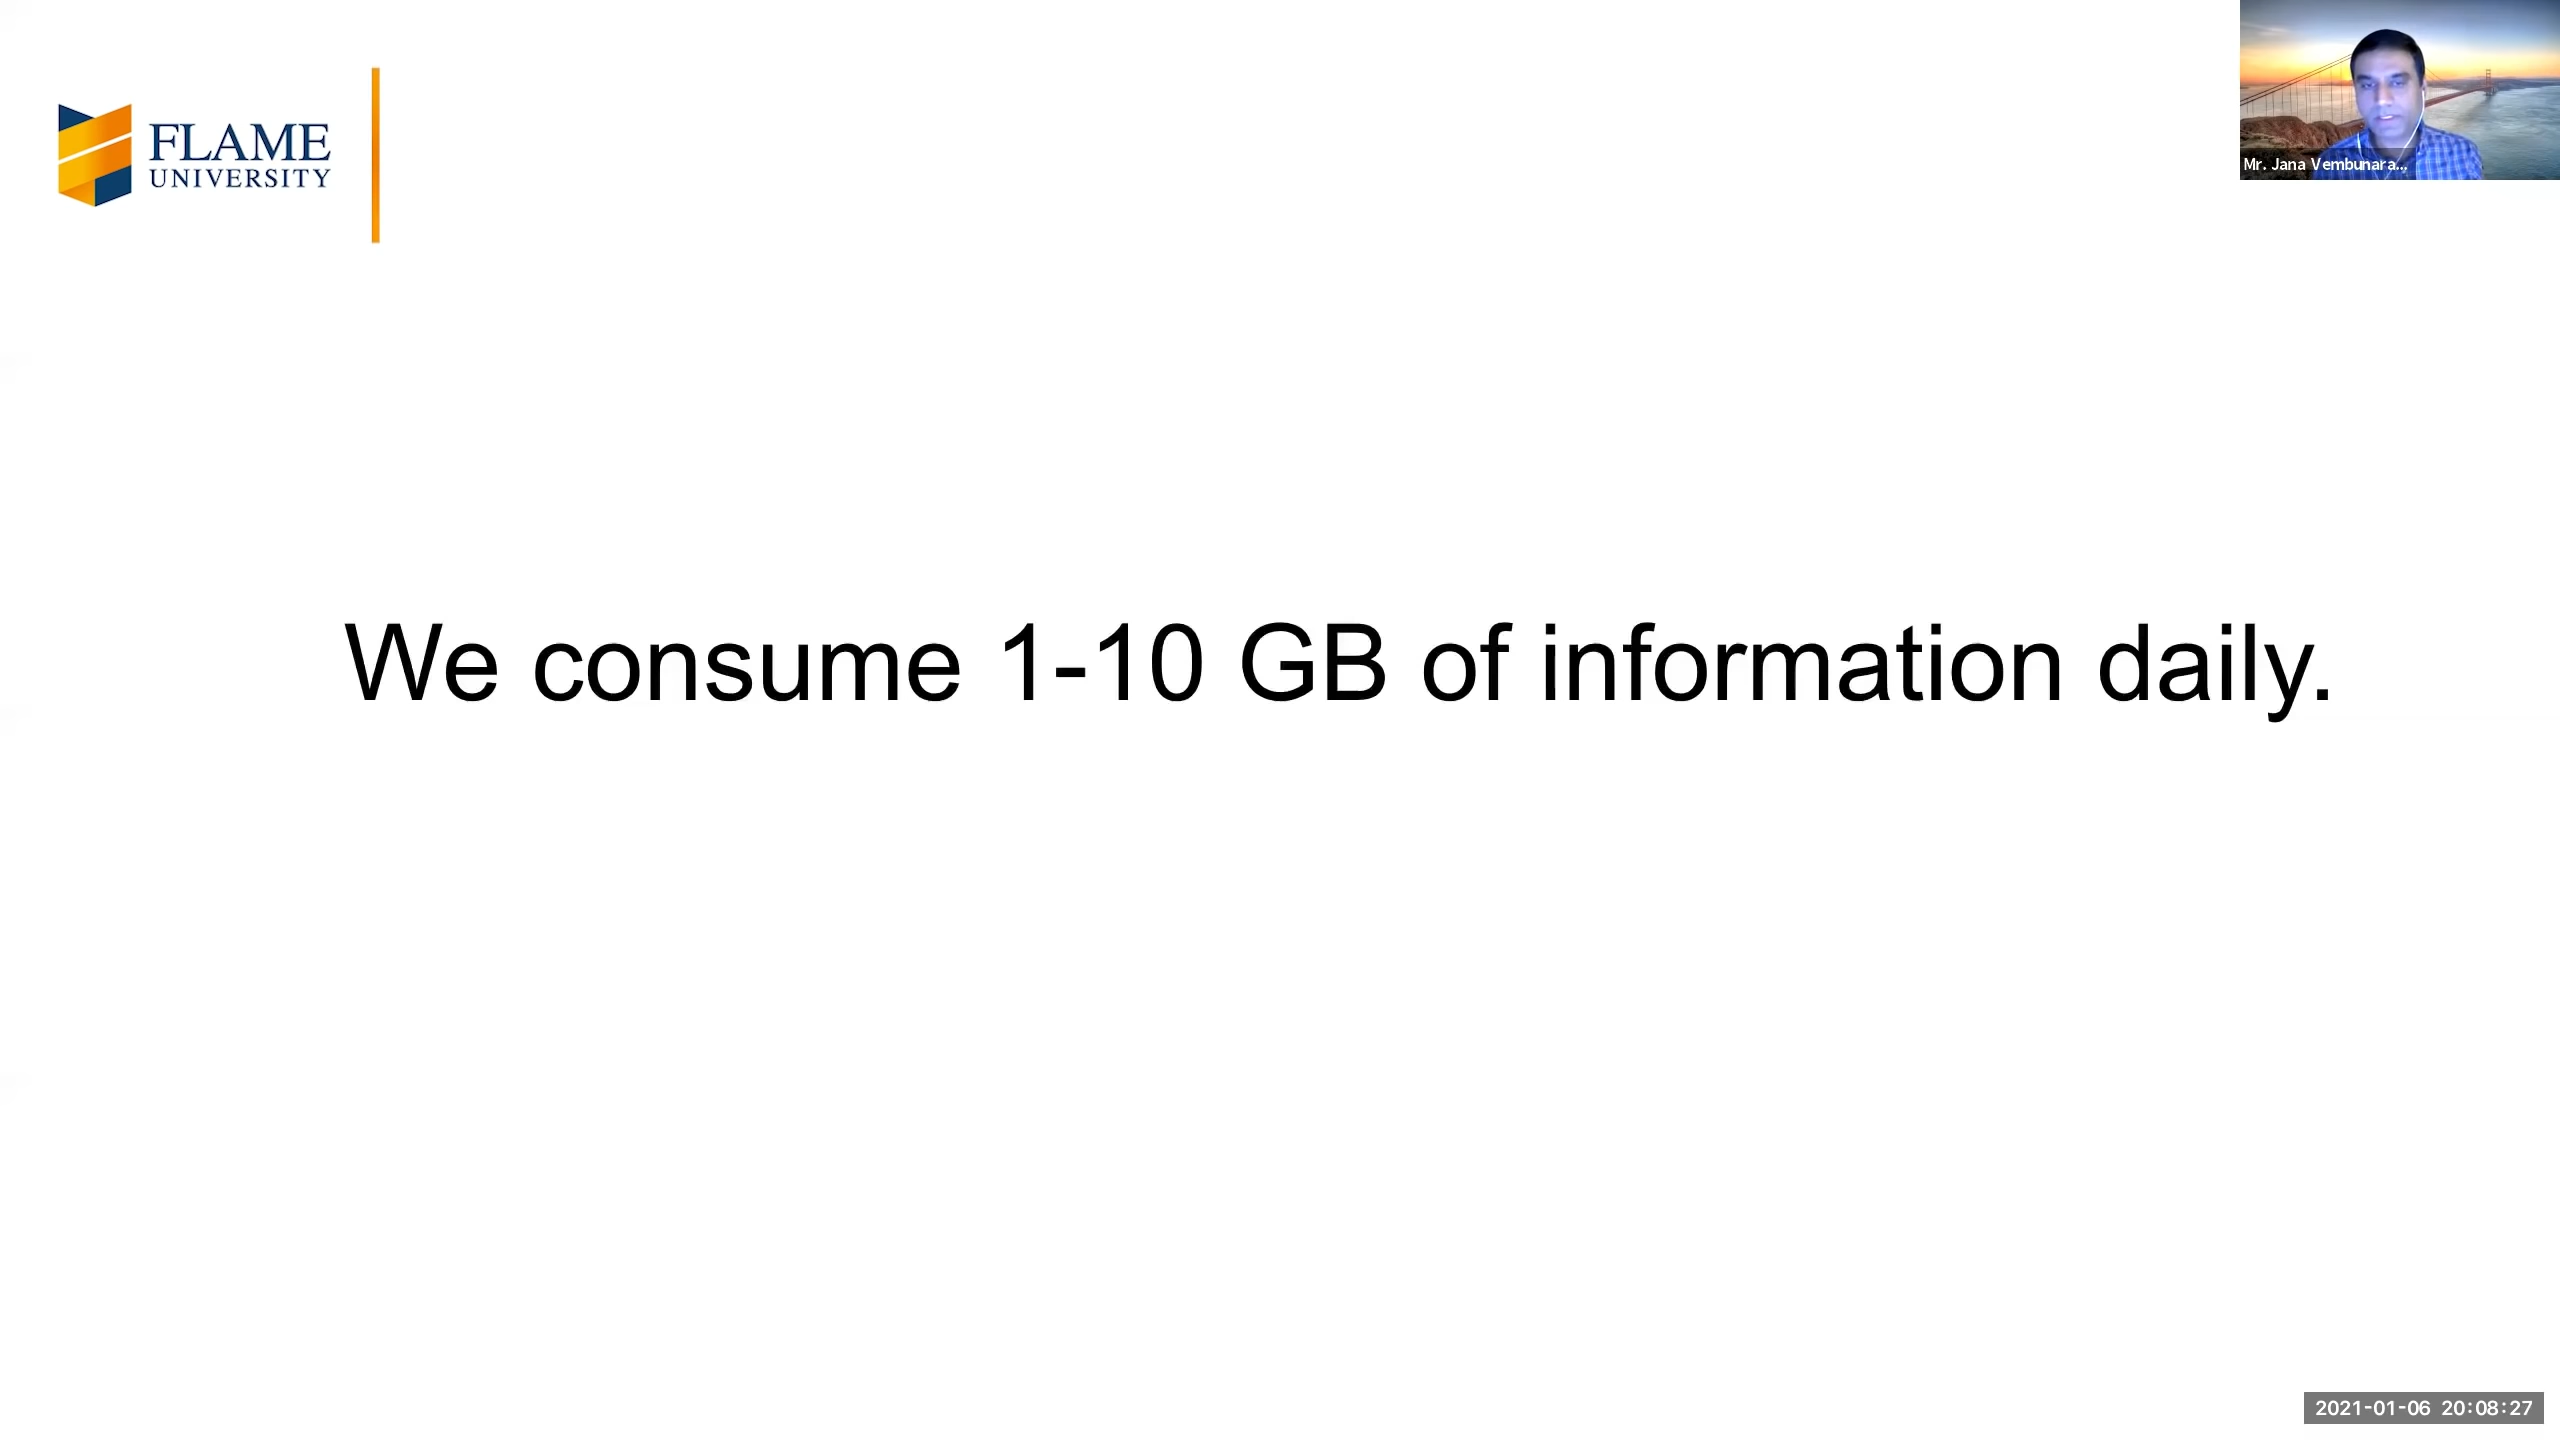 FLAME
UNIVERSITY
Mr. Jana Vembunara...
We consume 1-10 GB of information daily.
2021-01-06 20:08:27